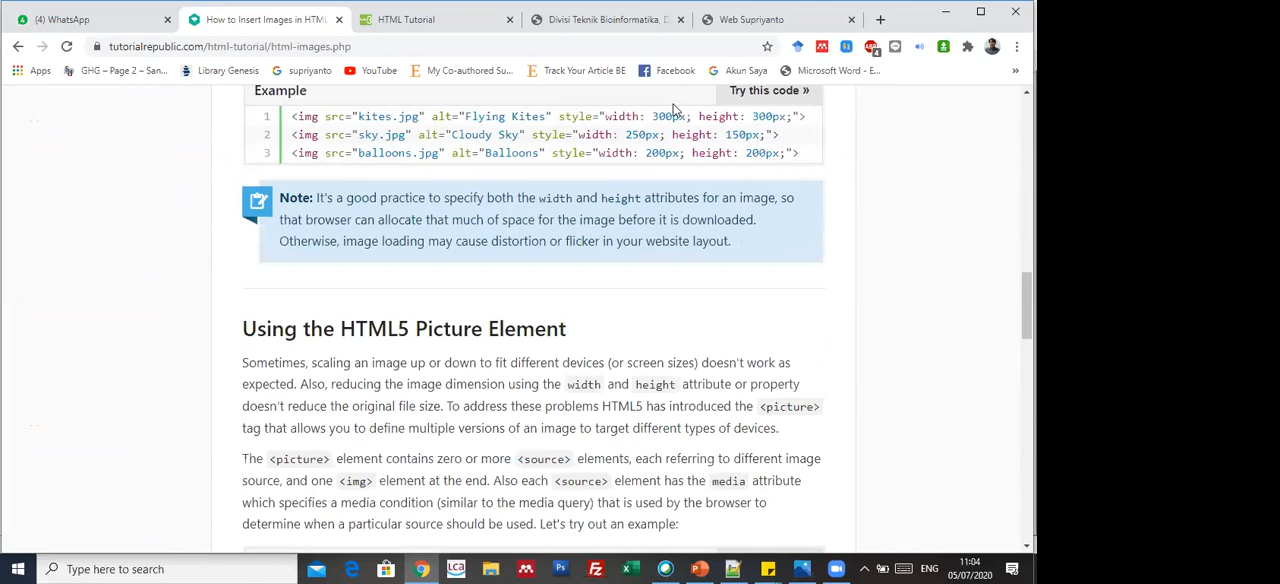 (4) WhatsApp
How to Insert Images in HTML
HTML Tutorial
Divisi Teknik Bioinformatika, D
Web Supriyanto
tutorialrepublic.com/html-tutorial/html-images.php
Apps
GHG – Page 2 – San...
Library Genesis
supriyanto
YouTube
My Co-authored Su...
Track Your Article BE
Facebook
Akun Saya
Microsoft Word - E...
»
Example
Try this code »
1 <img src="kites.jpg" alt="Flying Kites" style="width: 300px; height: 300px;">
2 <img src="sky.jpg" alt="Cloudy Sky" style="width: 250px; height: 150px;">
3 <img src="balloons.jpg" alt="Balloons" style="width: 200px; height: 200px;">
Note: It's a good practice to specify both the width and height attributes for an image, so
that browser can allocate that much of space for the image before it is downloaded.
Otherwise, image loading may cause distortion or flicker in your website layout.
Using the HTML5 Picture Element
Sometimes, scaling an image up or down to fit different devices (or screen sizes) doesn't work as
expected. Also, reducing the image dimension using the width and height attribute or property
doesn't reduce the original file size. To address these problems HTML5 has introduced the <picture>
tag that allows you to define multiple versions of an image to target different types of devices.
The <picture> element contains zero or more <source> elements, each referring to different image
source, and one <img> element at the end. Also each <source> element has the media attribute
which specifies a media condition (similar to the media query) that is used by the browser to
determine when a particular source should be used. Let's try out an example:
Type here to search
LCA
Ps
ENG
11:04
05/07/2020